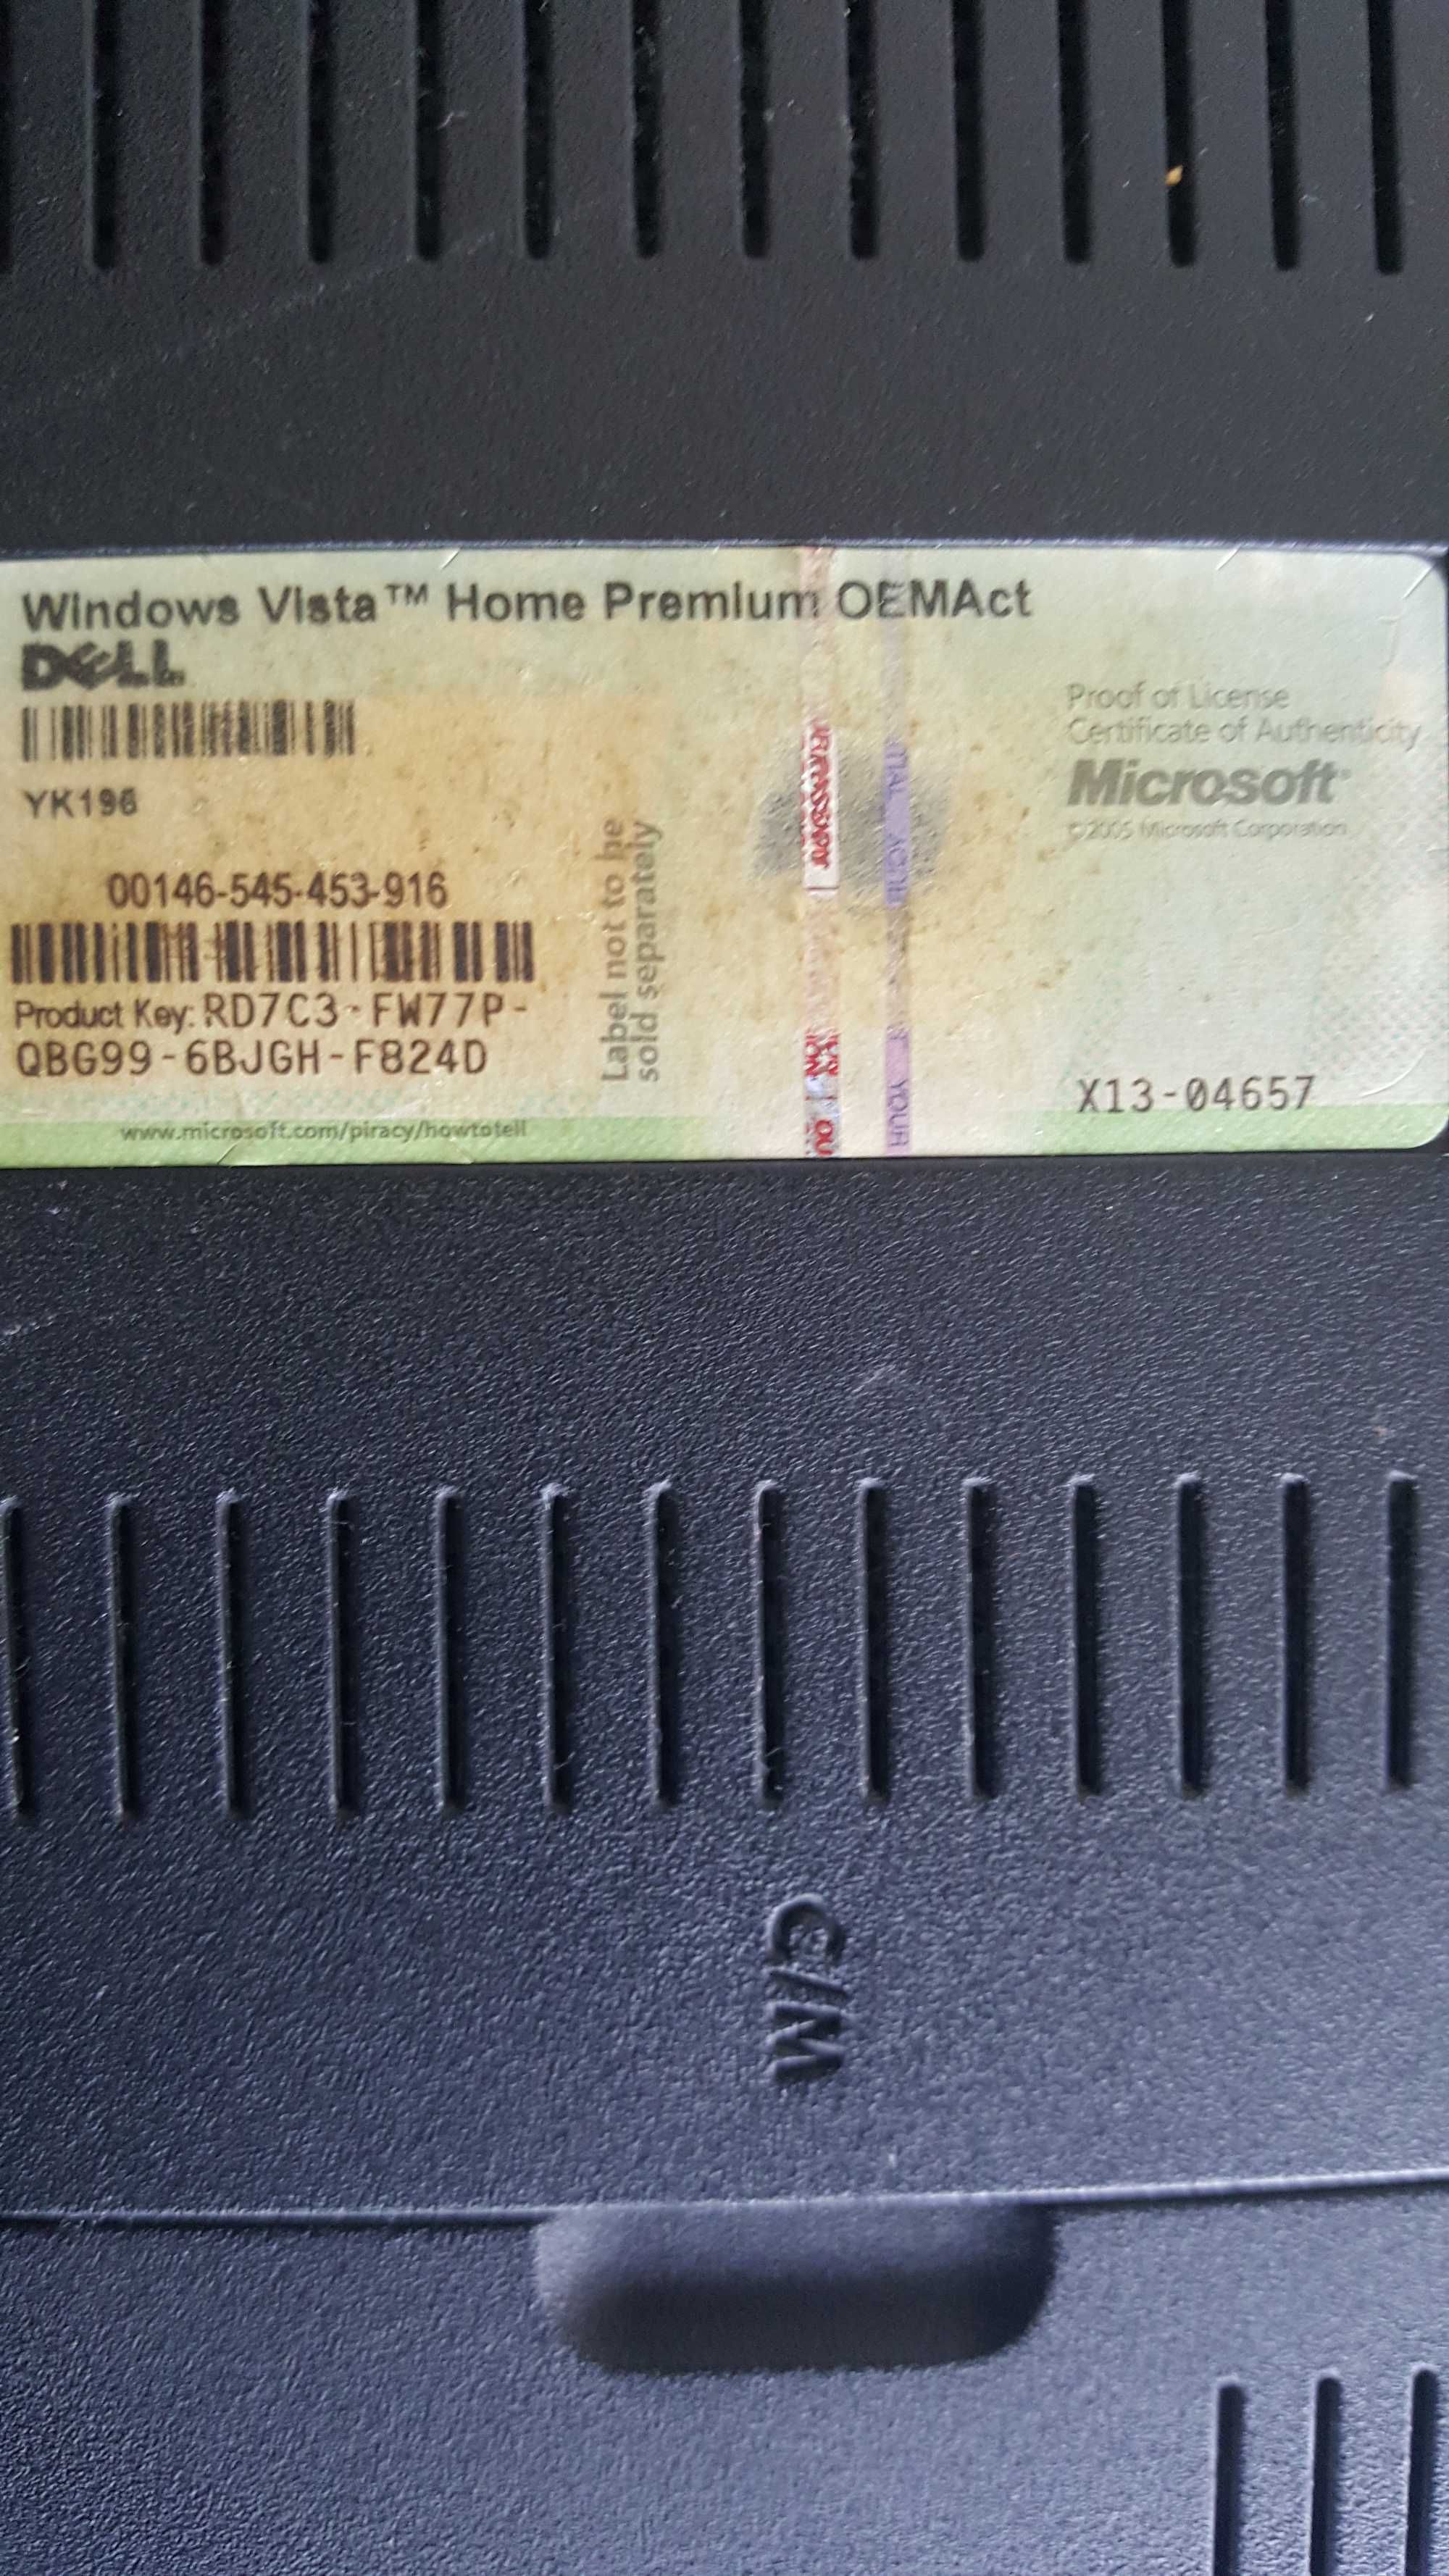 Windows Vista™ Home Premium OEMAct
DELL
YK196
00146-545-453-916
Product Key: RD7C3-FW77P-
QBG99-6BJGH-F824D
www.microsoft.com/piracy/howtotell
Label not to be
sold separately
YOUR
Proof of License
Certificate of Authenticity
Microsoft
©2005 Microsoft Corporation
X13-04657
C/M